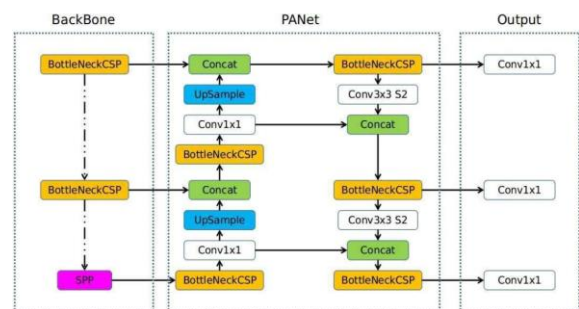 BackBone
PANet
Output
BottleNeckCSP
Concat
BottleNeckCSP
Conv1x1
UpSample
Conv3x3 S2
Conv1x1
Concat
BottleNeckCSP
BottleNeckCSP
Concat
BottleNeckCSP
Conv1x1
UpSample
Conv3x3 S2
Conv1x1
Concat
SPP
BottleNeckCSP
BottleNeckCSP
Conv1x1